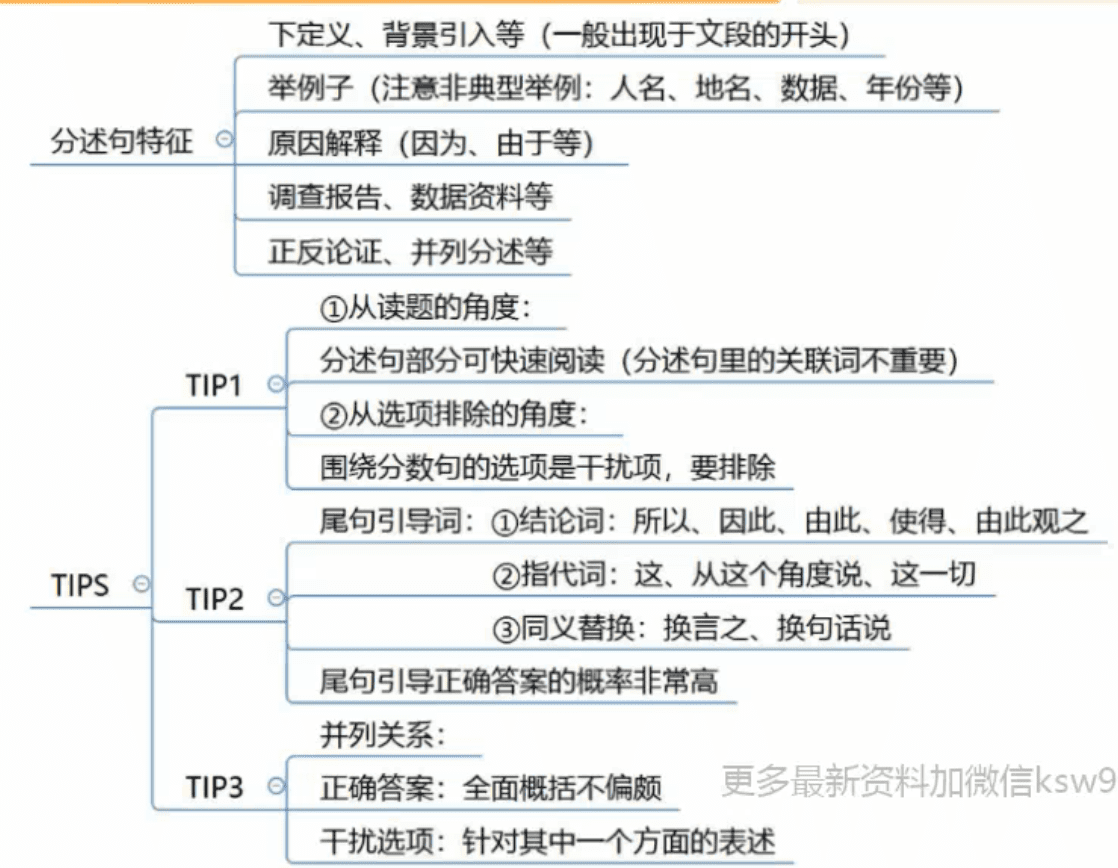 下定义、背景引入等（一般出现于文段的开头）
举例子（注意非典型举例：人名、地名、数据、年份等）
分述句特征
原因解释（因为、由于等）
调查报告、数据资料等
正反论证、并列分述等
①从读题的角度：
分述句部分可快速阅读（分述句里的关联词不重要）
TIP1
②从选项排除的角度：
围绕分数句的选项是干扰项，要排除
尾句引导词：①结论词：所以、因此、由此、使得、由此观之
②指代词：这、从这个角度说、这一切
TIPS
TIP2
③同义替换：换言之、换句话说
尾句引导正确答案的概率非常高
并列关系：
TIP3
正确答案：全面概括不偏颇
干扰选项：针对其中一个方面的表述
更多最新资料加微信ksw9